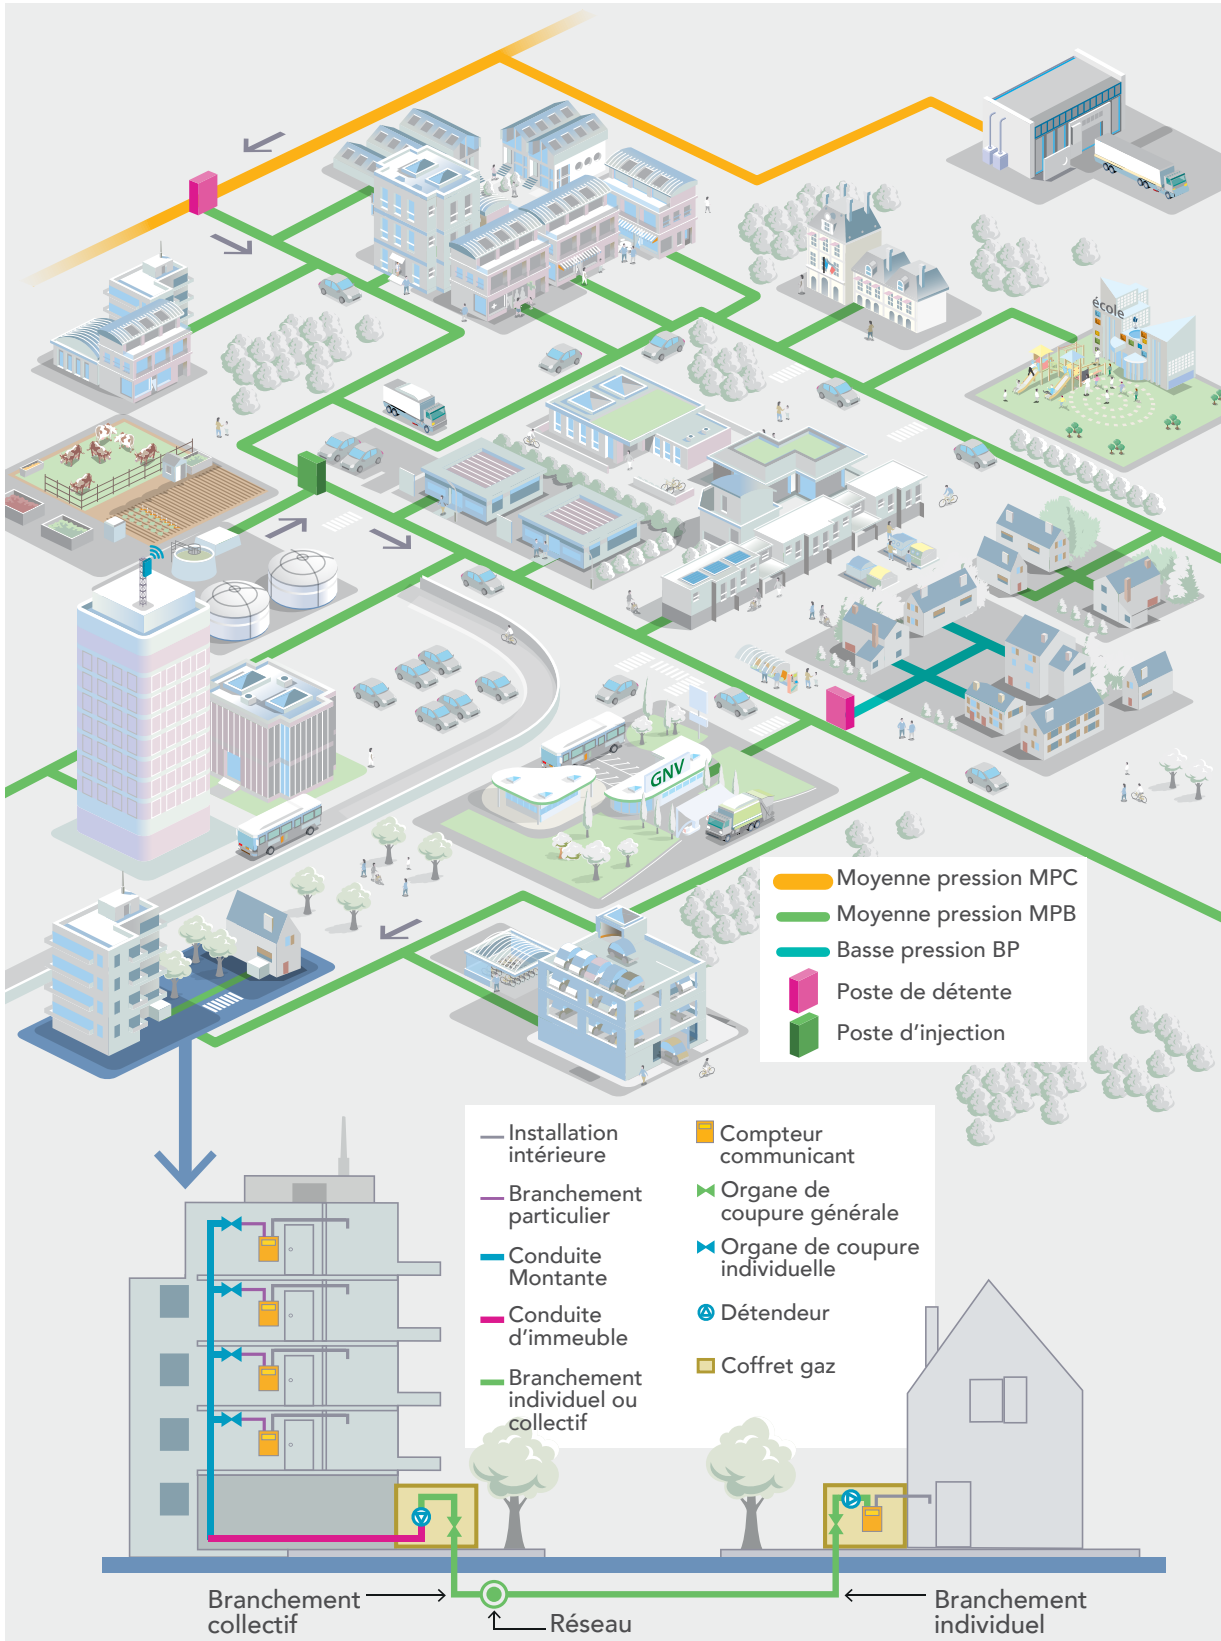 école
GNV
Moyenne pression MPC
Moyenne pression MPB
Basse pression BP
Poste de détente
Poste d'injection
Installation
intérieure
Branchement
particulier
Conduite
Montante
Conduite
d'immeuble
Branchement
individuel ou
collectif
Compteur
communicant
Organe de
coupure générale
Organe de coupure
individuelle
Détendeur
Coffret gaz
Branchement
collectif
Réseau
Branchement
individuel